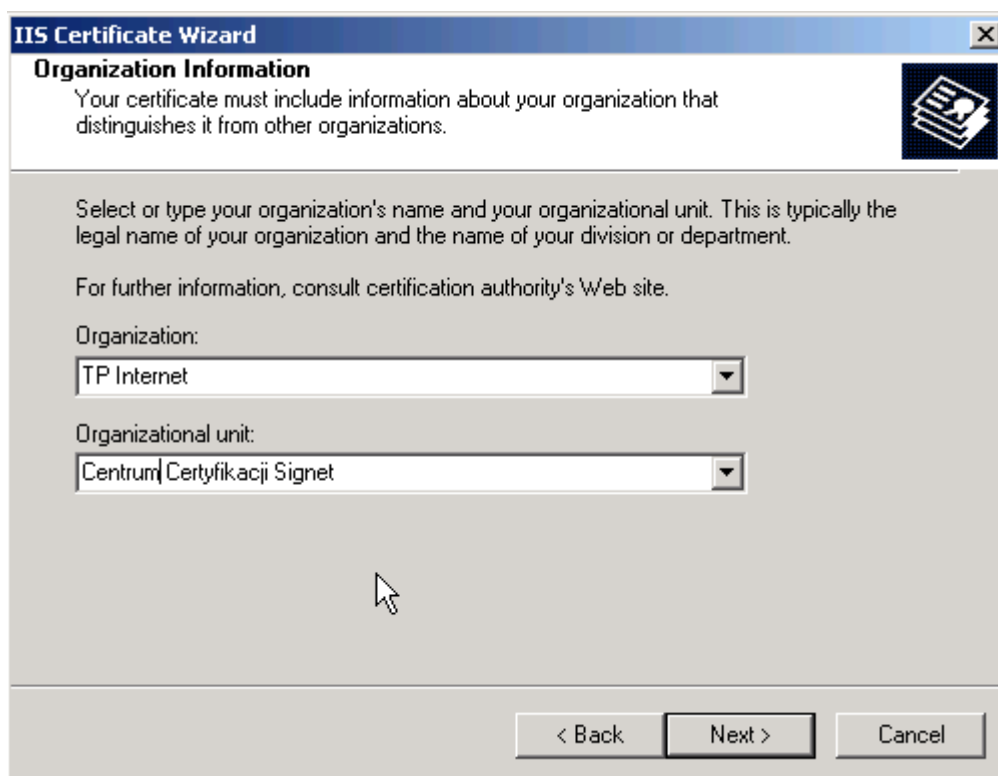 IIS Certificate Wizard
Organization Information
Your certificate must include information about your organization that
distinguishes it from other organizations.
Select or type your organization's name and your organizational unit. This is typically the
legal name of your organization and the name of your division or department.
For further information, consult certification authority's Web site.
Organization:
TP Internet
Organizational unit:
Centrum Certyfikacji Signet
< Back
Next >
Cancel